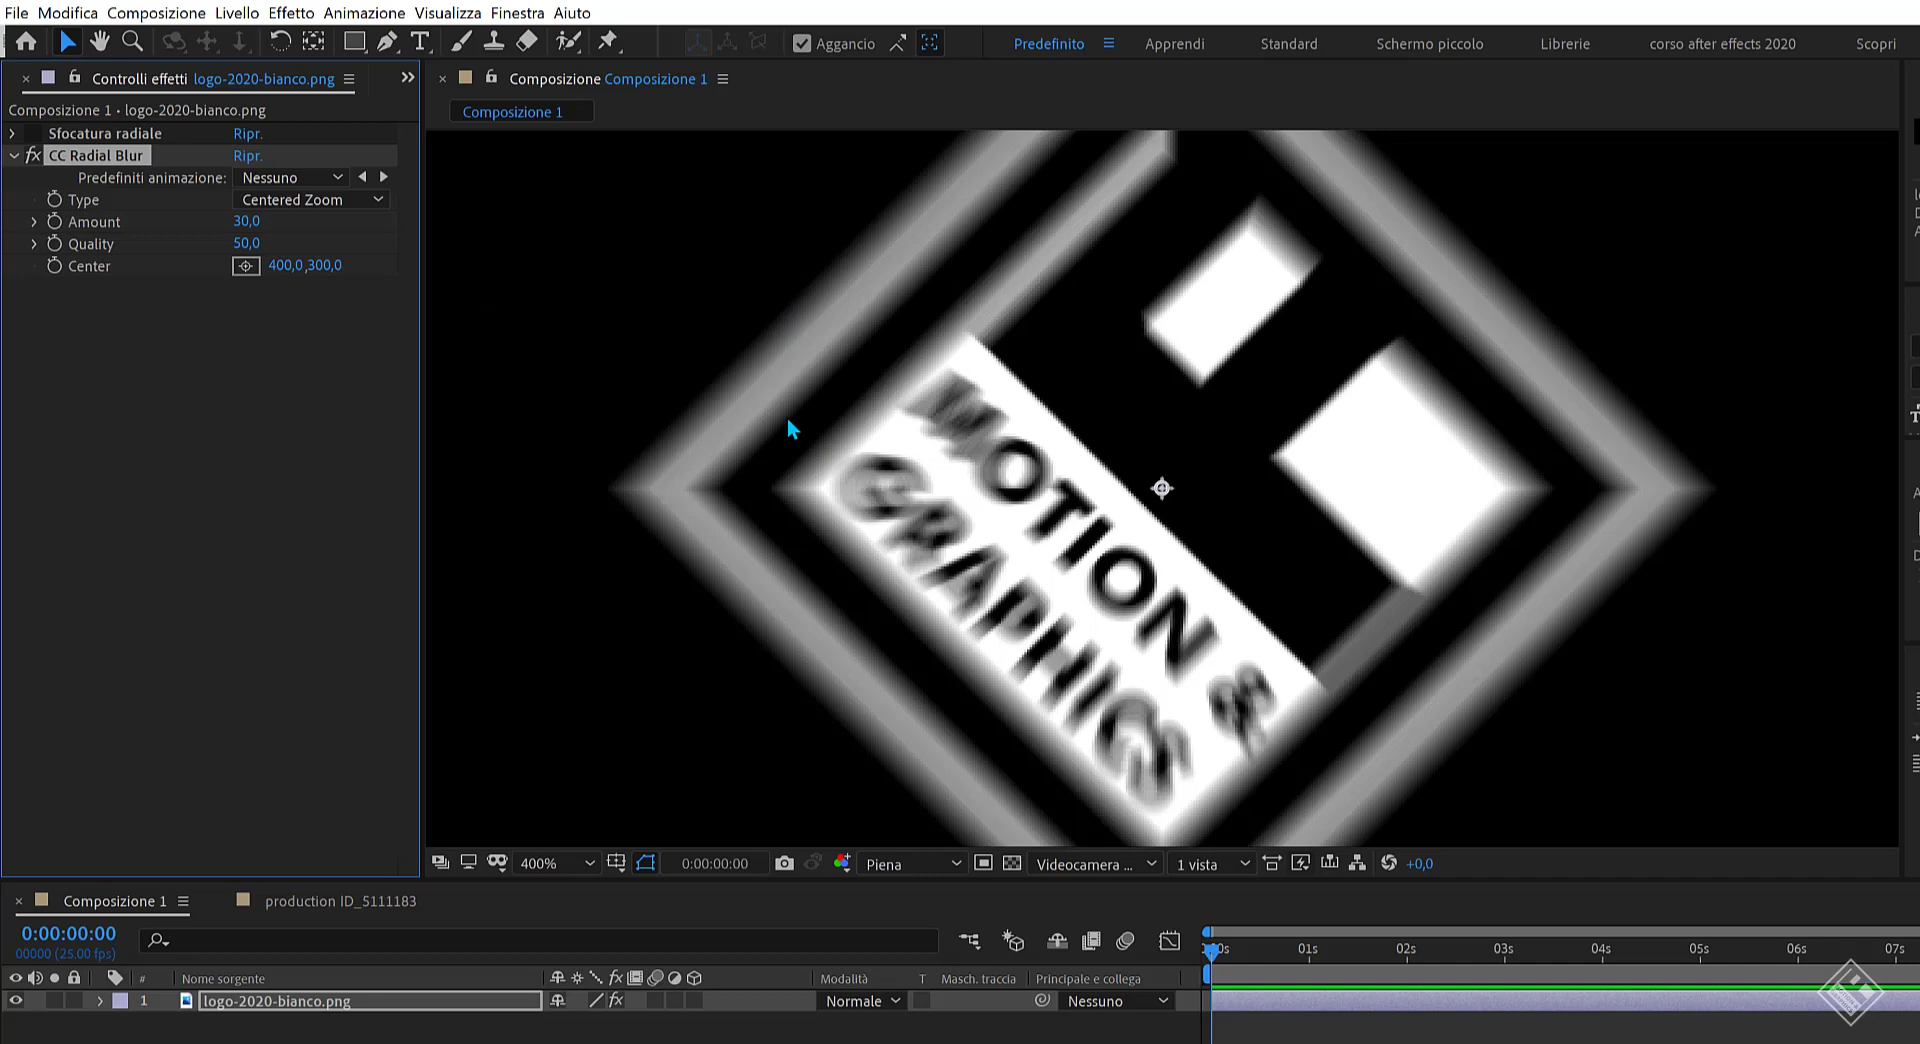 File Modifica Composizione Livello Effetto Animazione Visualizza Finestra Aiuto
Aggancio Predefinito Apprendi Standard Schermo piccolo Librerie corso after effects 2020 Scopri
Controlli effetti logo-2020-bianco.png
Composizione Composizione 1
Composizione 1 • logo-2020-bianco.png
Composizione 1
Sfocatura radiale Ripr.
fx CC Radial Blur Ripr.
Predefiniti animazione: Nessuno
Type Centered Zoom
Amount 30,0
Quality 50,0
Center 400,0,300,0
MOTION &
GRAPHICS
400% 0:00:00:00 Piena Videocamera ... 1 vista +0,0
Composizione 1 production ID_5111183
0:00:00:00
00000 (25.00 fps)
01s 02s 03s 04s 05s 06s 07s
# Nome sorgente fx Modalità T Masch. traccia Principale e collega
1 logo-2020-bianco.png fx Normale Nessuno